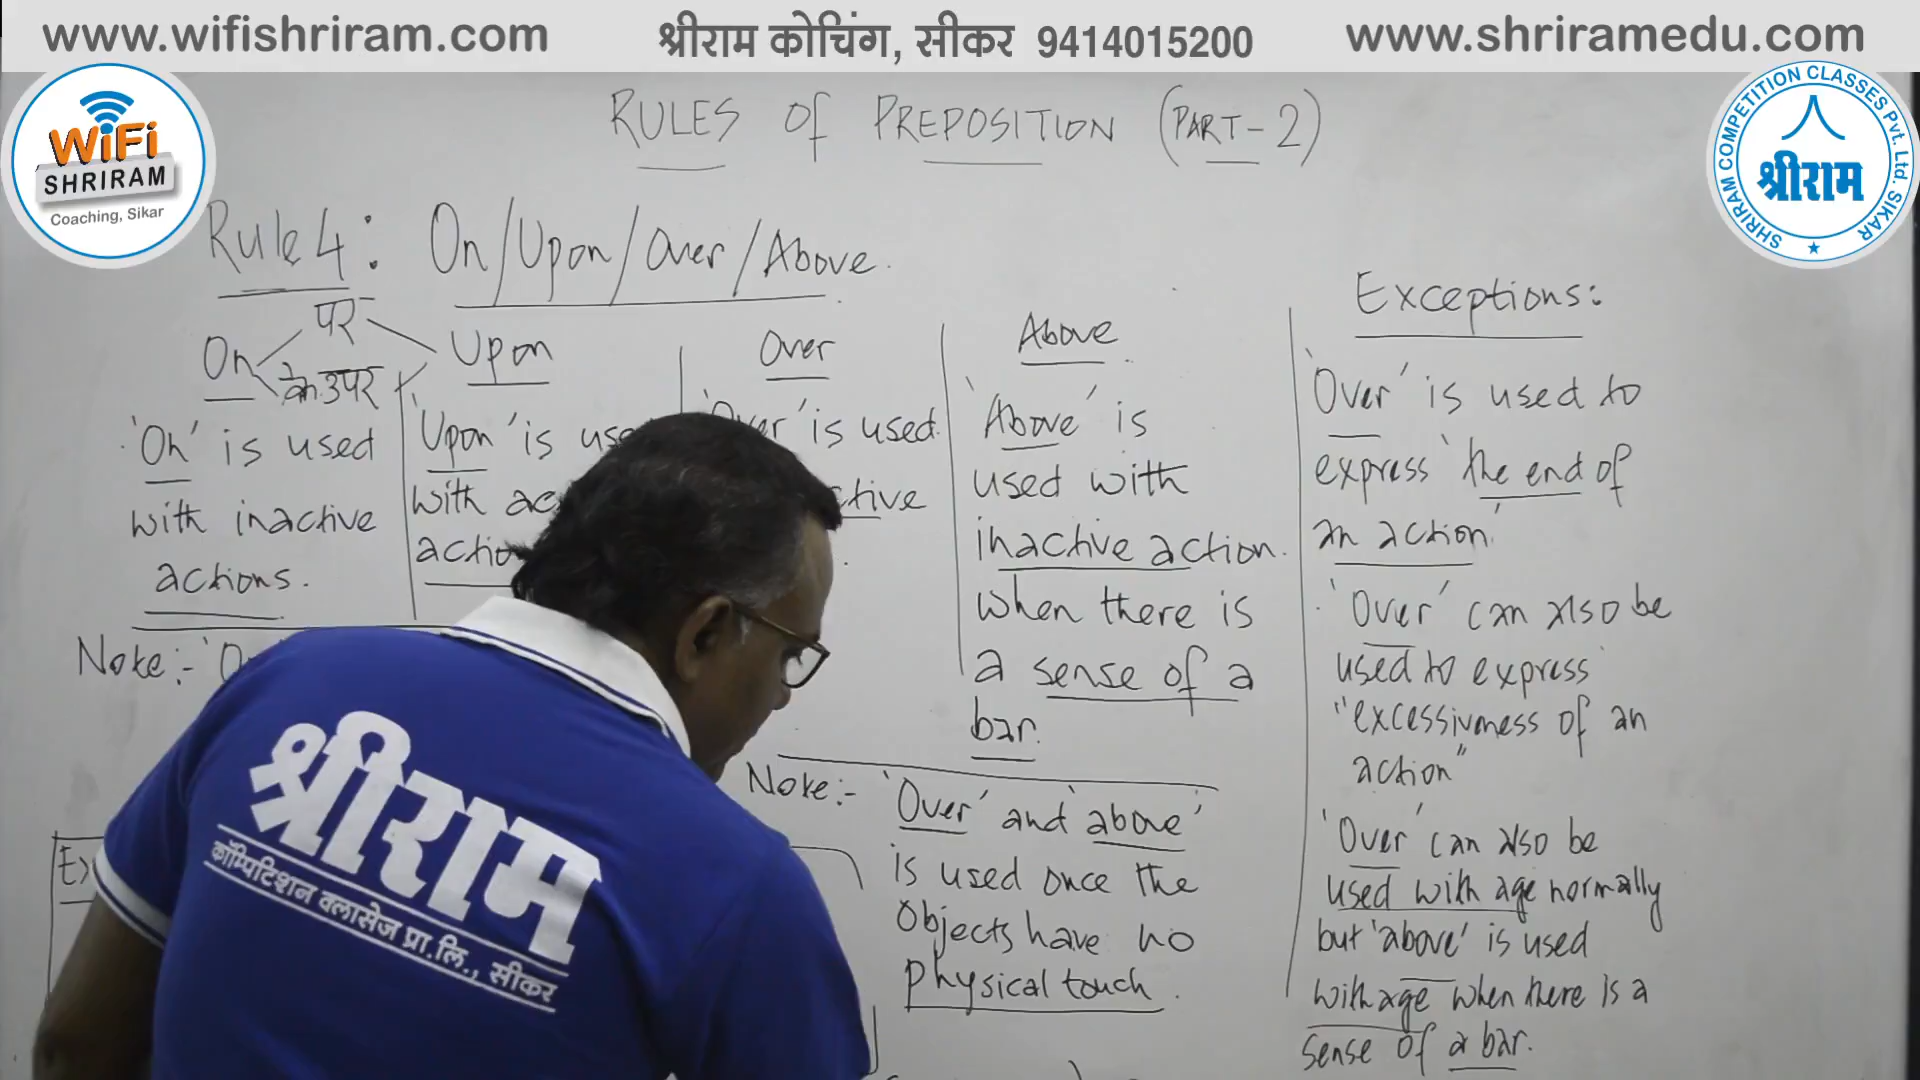 www.wifishriram.com
श्रीराम कोचिंग, सीकर 9414015200
www.shriramedu.com
WiFi
SHRIRAM
Coaching, Sikar
SHRIRAM COMPETITION CLASSES Pvt. Ltd. SIKAR
श्रीराम
RULES Of PREPOSITION (PART-2)
Rule 4: On/Upon/Over/Above.
पर
के उपर
On
'On' is used
with inactive
actions.
Upon
'Upon' is
with
Over
is used
Above
'Above' is
used with
inactive action.
when there is
a sense of a
bar.
Note:-
Note:- 'Over' and 'above'
is used once the
objects have no
physical touch.
Exceptions:
'Over' is used to
express 'the end of
an action'
'Over' can also be
used to express
"excessivness of an
action"
'Over' can also be
used with age normally
but 'above' is used
with age when there is a
sense of a bar.
श्रीराम
कॉम्पिटिशन क्लासेज प्रा.लि., सीकर